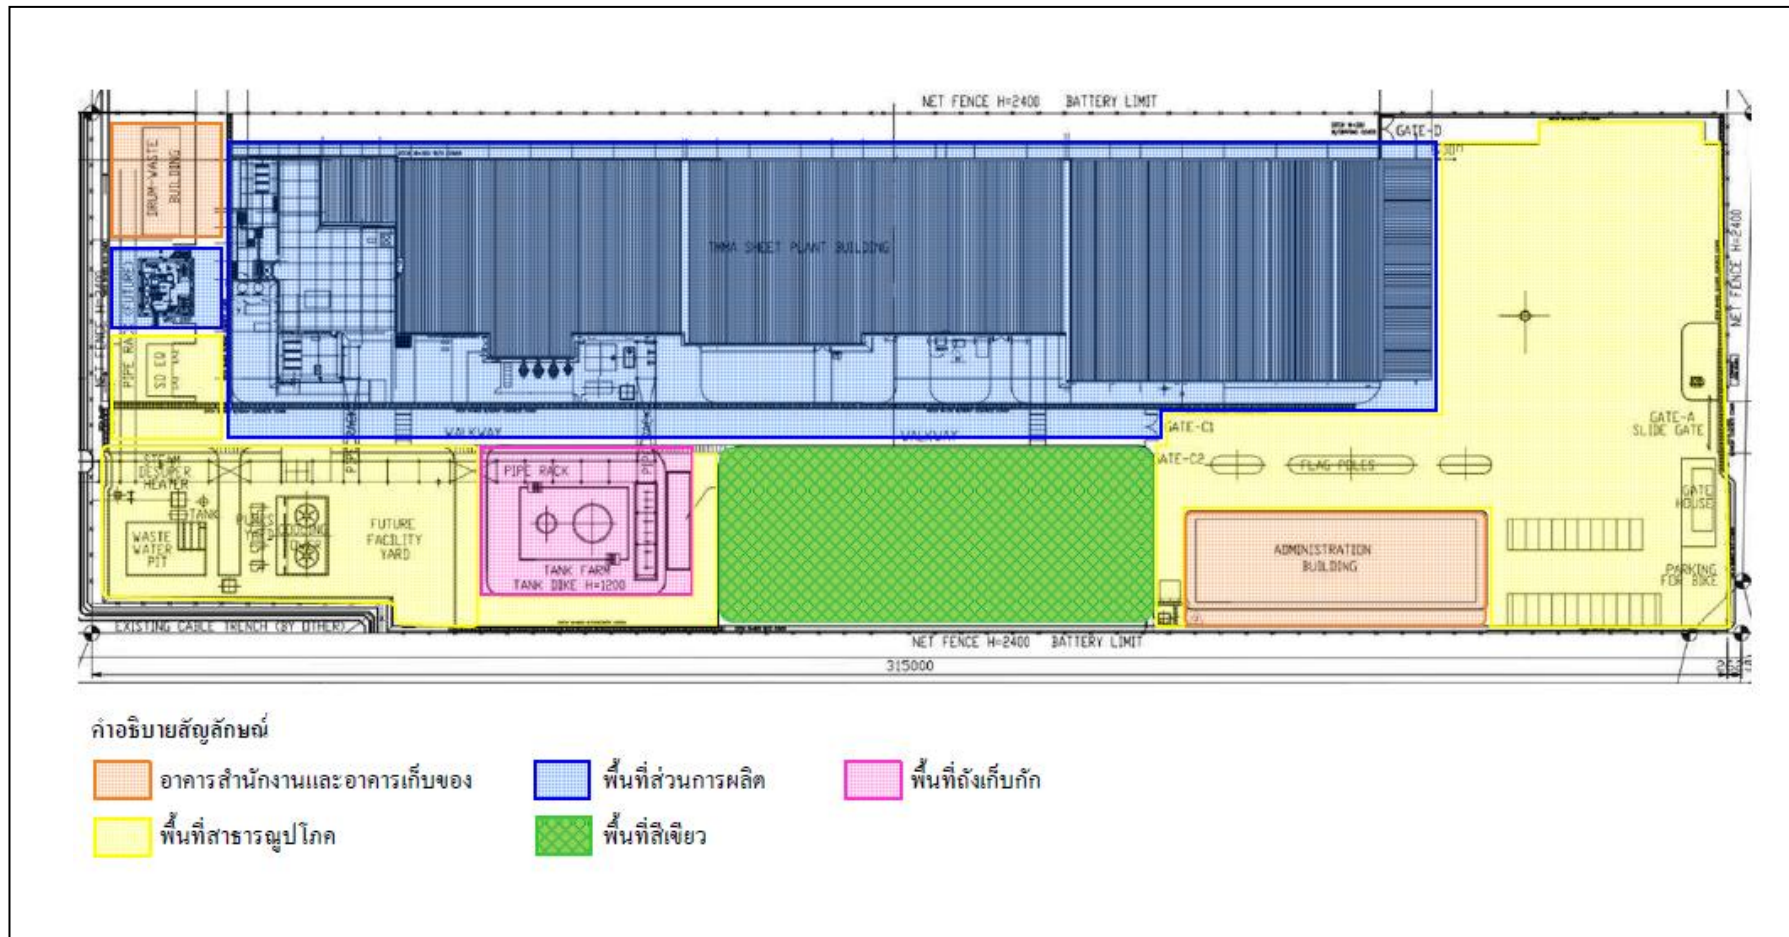 NET FENCE H=2400 BATTERY LIMIT
GATE-D
DRUM-WASTE
BUILDING
TMMA SHEET PLANT BUILDING
NET FENCE H=2400
NET FENCE H=2400
PIPE RACK (FUTURE)
GATE-A
SLIDE GATE
WALKWAY
WALKWAY
GATE-C1
GATE-C2
FLAG POLES
STEAM
DESUPER
HEATER
PIPE RACK
TANK
GATE
HOUSE
WASTE
WATER
PIT
FUTURE
FACILITY
YARD
TANK FARM
TANK DIKE H=1200
ADMINISTRATION
BUILDING
PARKING
FOR BIKE
EXISTING CABLE TRENCH (BY OTHER)
NET FENCE H=2400 BATTERY LIMIT
315000
คำอธิบายสัญลักษณ์
อาคารสำนักงานและอาคารเก็บของ
พื้นที่ส่วนการผลิต
พื้นที่ถังเก็บกัก
พื้นที่สาธารณูปโภค
พื้นที่สีเขียว